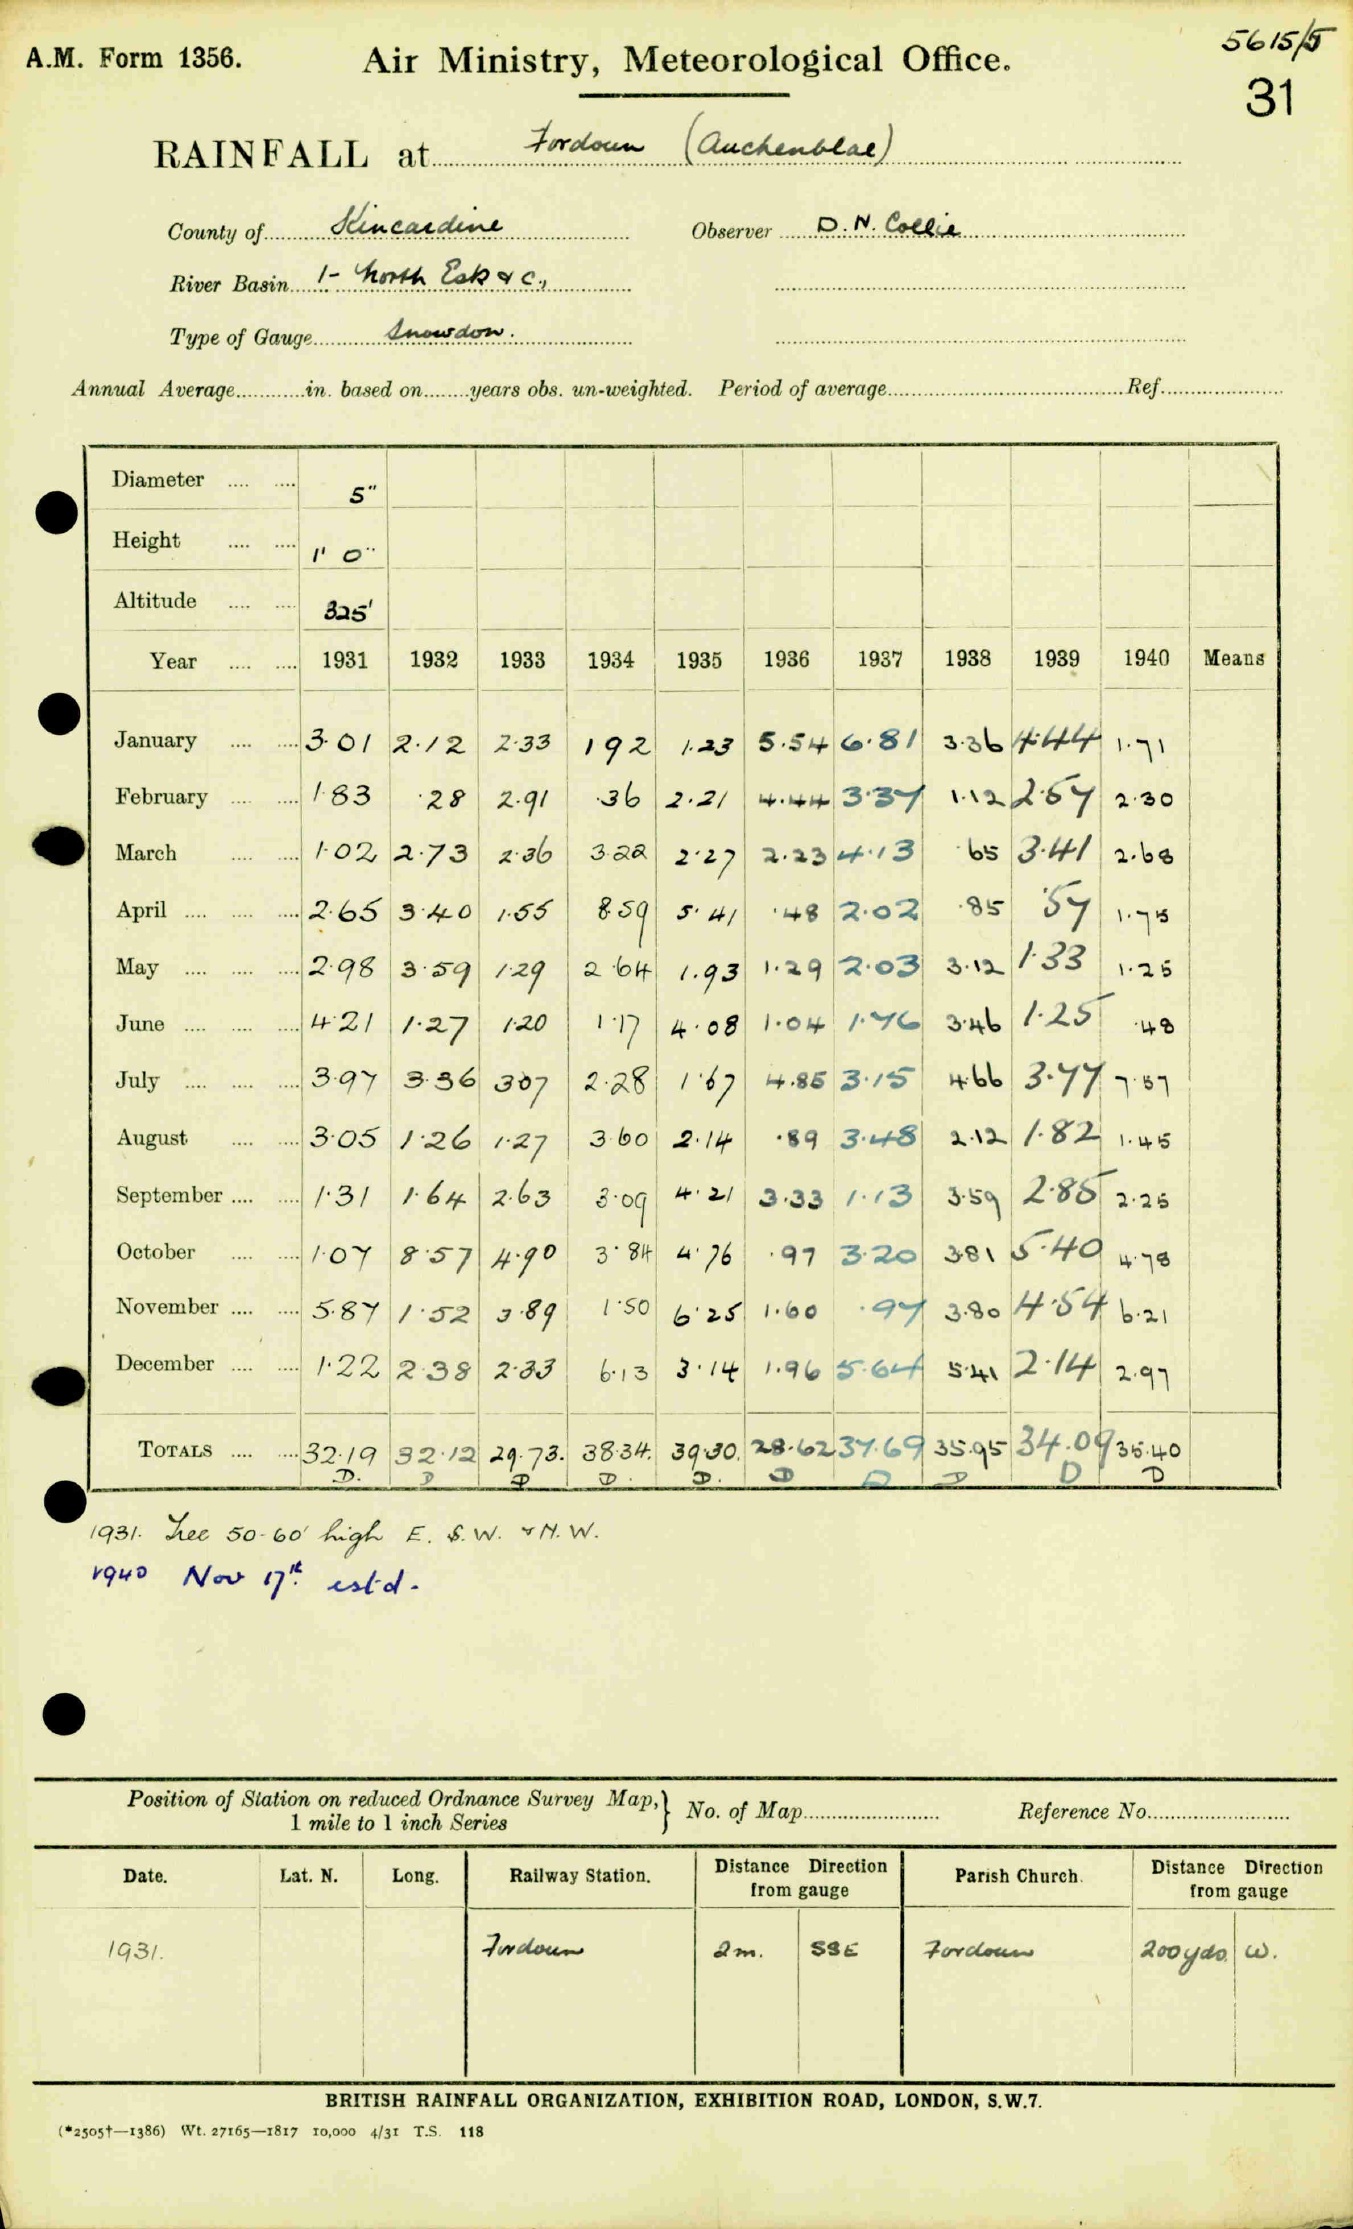 5615/5
A.M. Form 1356. Air Ministry, Meteorological Office.
31
RAINFALL at Fordoun (Auchenblae)
County of Kincardine Observer D. N. Collie
River Basin 1- North Esk & c.,
Type of Gauge Snowdon.
Annual Average in. based on years obs. un-weighted. Period of average Ref.
Diameter 5"
Height 1' 0"
Altitude 325'
Year 1931 1932 1933 1934 1935 1936 1937 1938 1939 1940 Means
January 3.01 2.12 2.33 1 92 1.23 5.54 6.81 3.36 4.44 1.71
February 1.83 .28 2.91 .36 2.21 4.44 3.37 1.12 2.57 2.30
March 1.02 2.73 2.36 3.22 2.27 2.23 4.13 .65 3.41 2.68
April 2.65 3.40 1.55 8.59 5.41 .48 2.02 .85 .57 1.75
May 2.98 3.59 1.29 2.64 1.93 1.29 2.03 3.12 1.33 1.25
June 4.21 1.27 1.20 1.17 4.08 1.04 1.76 3.46 1.25 .48
July 3.97 3.36 3.07 2.28 1.67 4.85 3.15 4.66 3.77 7.57
August 3.05 1.26 1.27 3.60 2.14 .89 3.48 2.12 1.82 1.45
September 1.31 1.64 2.63 3.09 4.21 3.33 1.13 3.59 2.85 2.25
October 1.07 8.57 4.90 3.84 4.76 .97 3.20 3.81 5.40 4.78
November 5.87 1.52 3.89 1.50 6.25 1.60 .97 3.80 4.54 6.21
December 1.22 2.38 2.33 6.13 3.14 1.96 5.64 5.41 2.14 2.97
TOTALS 32.19 32.12 29.73. 38.34. 39.30. 28.62 37.69 35.95 34.09 35.40
D. D D D. D. D D D D D
1931. Tree 50-60' high E. S.W. & N.W.
1940 Nov 17th est'd.
Position of Station on reduced Ordnance Survey Map, 1 mile to 1 inch Series } No. of Map Reference No.
Date. Lat. N. Long. Railway Station. Distance Direction from gauge Parish Church. Distance Direction from gauge
1931. Fordoun 2 m. SSE Fordoun 200 yds. W.
BRITISH RAINFALL ORGANIZATION, EXHIBITION ROAD, LONDON, S.W.7.
(*2505†—1386) Wt. 27165—1817 10,000 4/31 T.S. 118